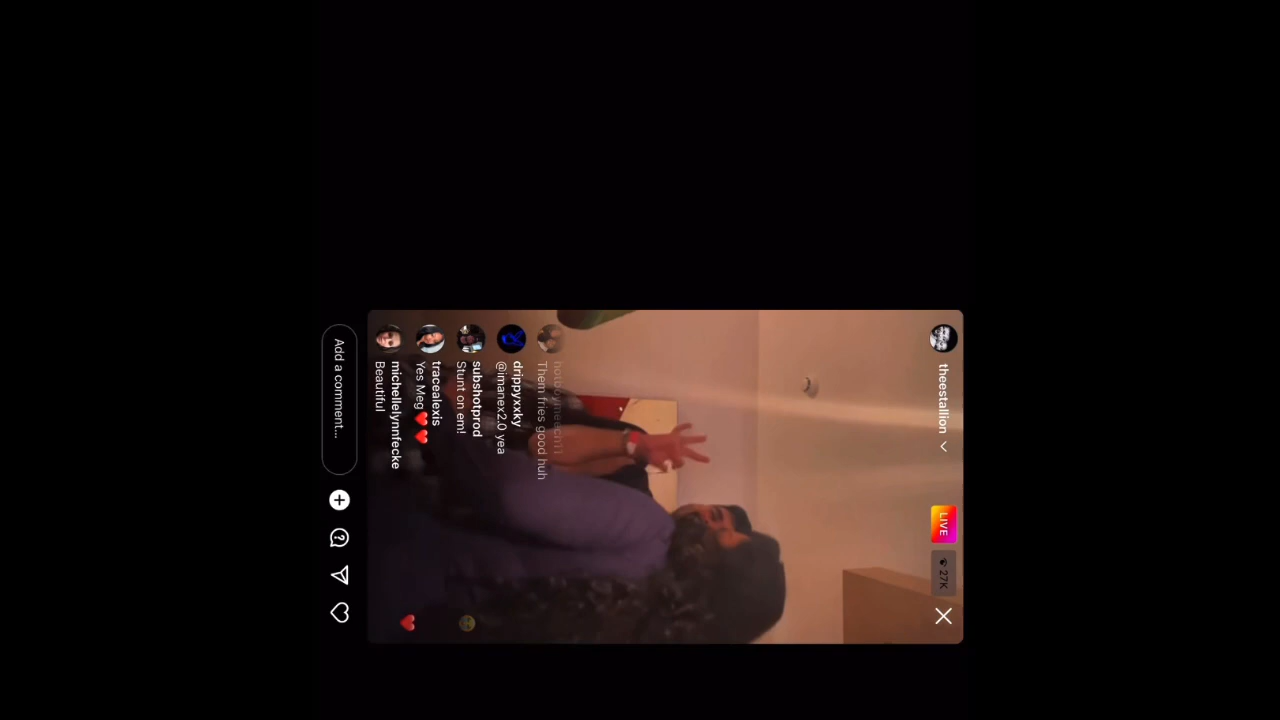 theestallion
LIVE
27K
hotboymeech11
Them fries good huh
drippyxxky
@imanex2.0 yea
subshotprod
Stunt on em!
tracealexis
Yes Meg❤️❤️
michellelynnfecke
Beautiful
Add a comment...